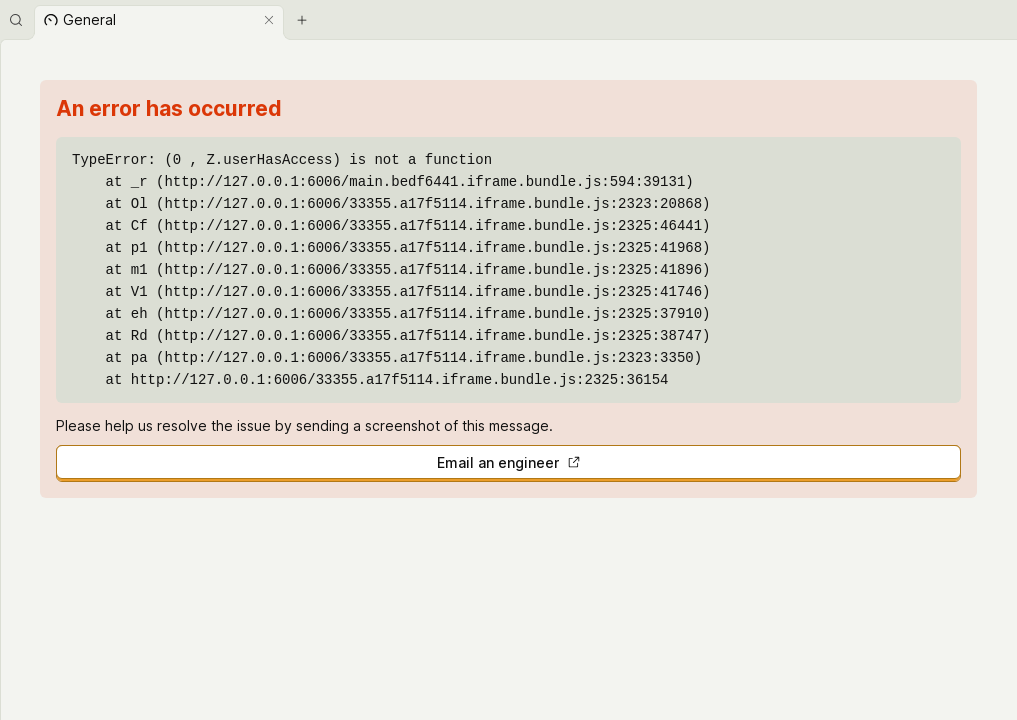 General
An error has occurred
TypeError: (0 , Z.userHasAccess) is not a function
    at _r (http://127.0.0.1:6006/main.bedf6441.iframe.bundle.js:594:39131)
    at Ol (http://127.0.0.1:6006/33355.a17f5114.iframe.bundle.js:2323:20868)
    at Cf (http://127.0.0.1:6006/33355.a17f5114.iframe.bundle.js:2325:46441)
    at p1 (http://127.0.0.1:6006/33355.a17f5114.iframe.bundle.js:2325:41968)
    at m1 (http://127.0.0.1:6006/33355.a17f5114.iframe.bundle.js:2325:41896)
    at V1 (http://127.0.0.1:6006/33355.a17f5114.iframe.bundle.js:2325:41746)
    at eh (http://127.0.0.1:6006/33355.a17f5114.iframe.bundle.js:2325:37910)
    at Rd (http://127.0.0.1:6006/33355.a17f5114.iframe.bundle.js:2325:38747)
    at pa (http://127.0.0.1:6006/33355.a17f5114.iframe.bundle.js:2323:3350)
    at http://127.0.0.1:6006/33355.a17f5114.iframe.bundle.js:2325:36154
Please help us resolve the issue by sending a screenshot of this message.
Email an engineer